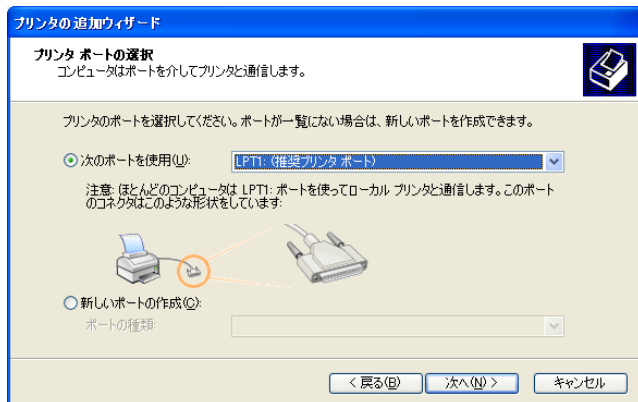 プリンタの追加ウィザード
プリンタ ポートの選択
コンピュータはポートを介してプリンタと通信します。
プリンタのポートを選択してください。ポートが一覧にない場合は、新しいポートを作成できます。
次のポートを使用(U): LPT1: (推奨プリンタ ポート)
注意: ほとんどのコンピュータは LPT1: ポートを使ってローカル プリンタと通信します。このポート
のコネクタはこのような形状をしています:
新しいポートの作成(C):
ポートの種類:
< 戻る(B) 次へ(N) > キャンセル